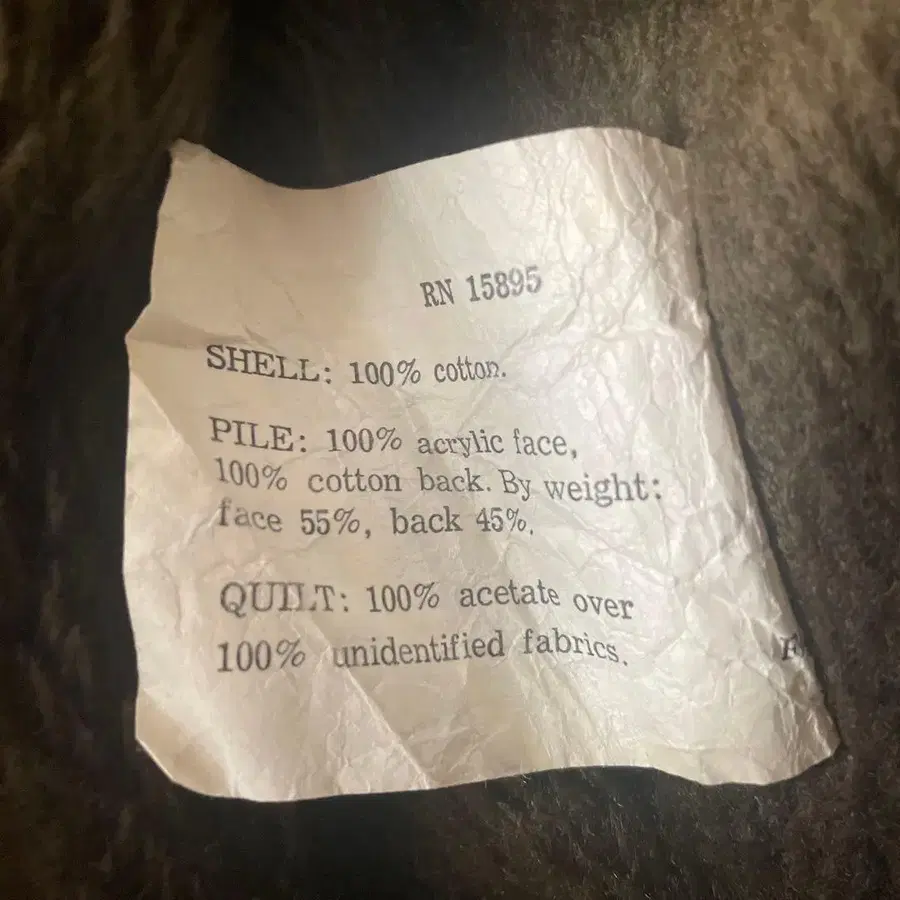 RN 15895
SHELL: 100% cotton.
PILE: 100% acrylic face,
100% cotton back. By weight:
face 55%, back 45%.
QUILT: 100% acetate over
100% unidentified fabrics.